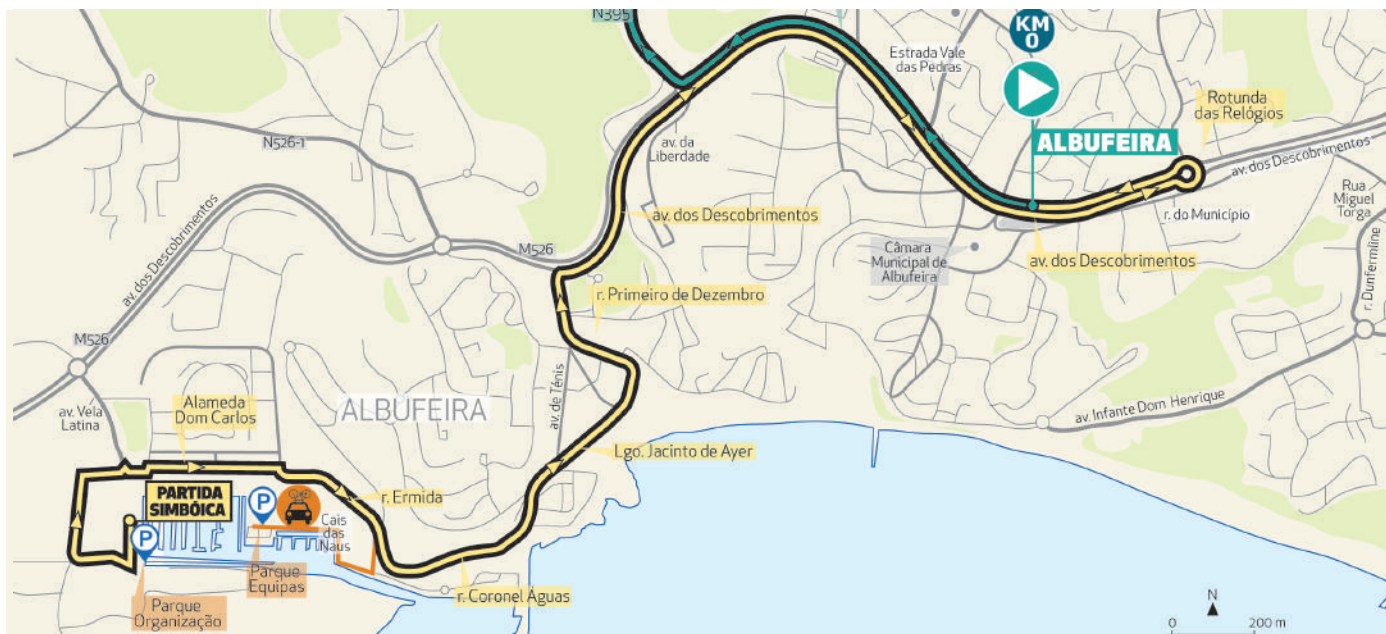 N395
KM
0
Estrada Vale
das Pedras
Rotunda
das Relógios
ALBUFEIRA
av. dos Descobrimentos
N526-1
av. da
Liberdade
Rua
Miguel
Torga
r. do Município
av. dos Descobrimentos
av. dos Descobrimentos
M526
Câmara
Municipal de
Albufeira
av. dos Descobrimentos
r. Dunfermline
r. Primeiro de Dezembro
M526
av. de Ténis
Alameda
Dom Carlos
ALBUFEIRA
av. Vela
Latina
av. Infante Dom Henrique
Lgo. Jacinto de Ayer
PARTIDA
SIMBÓICA
P
r. Ermida
P
Cais
das
Naus
Parque
Equipas
r. Coronel Águas
Parque
Organização
N
0 200 m